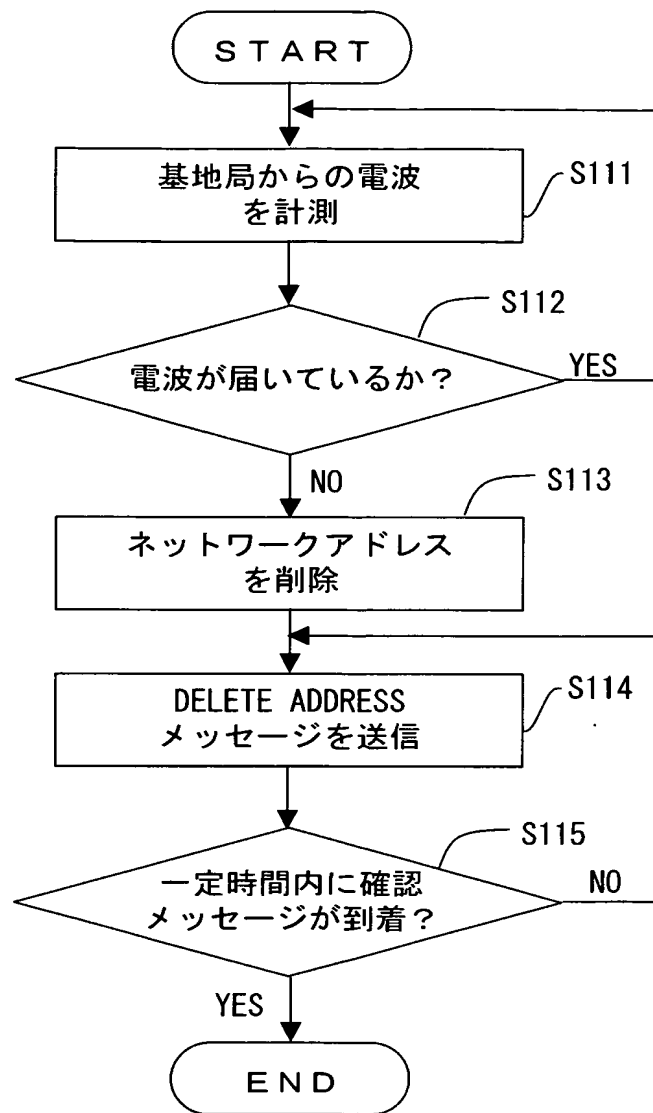 START
基地局からの電波
を計測
S111
S112
電波が届いているか？
YES
NO
S113
ネットワークアドレス
を削除
DELETE ADDRESS
メッセージを送信
S114
S115
一定時間内に確認
メッセージが到着？
NO
YES
END